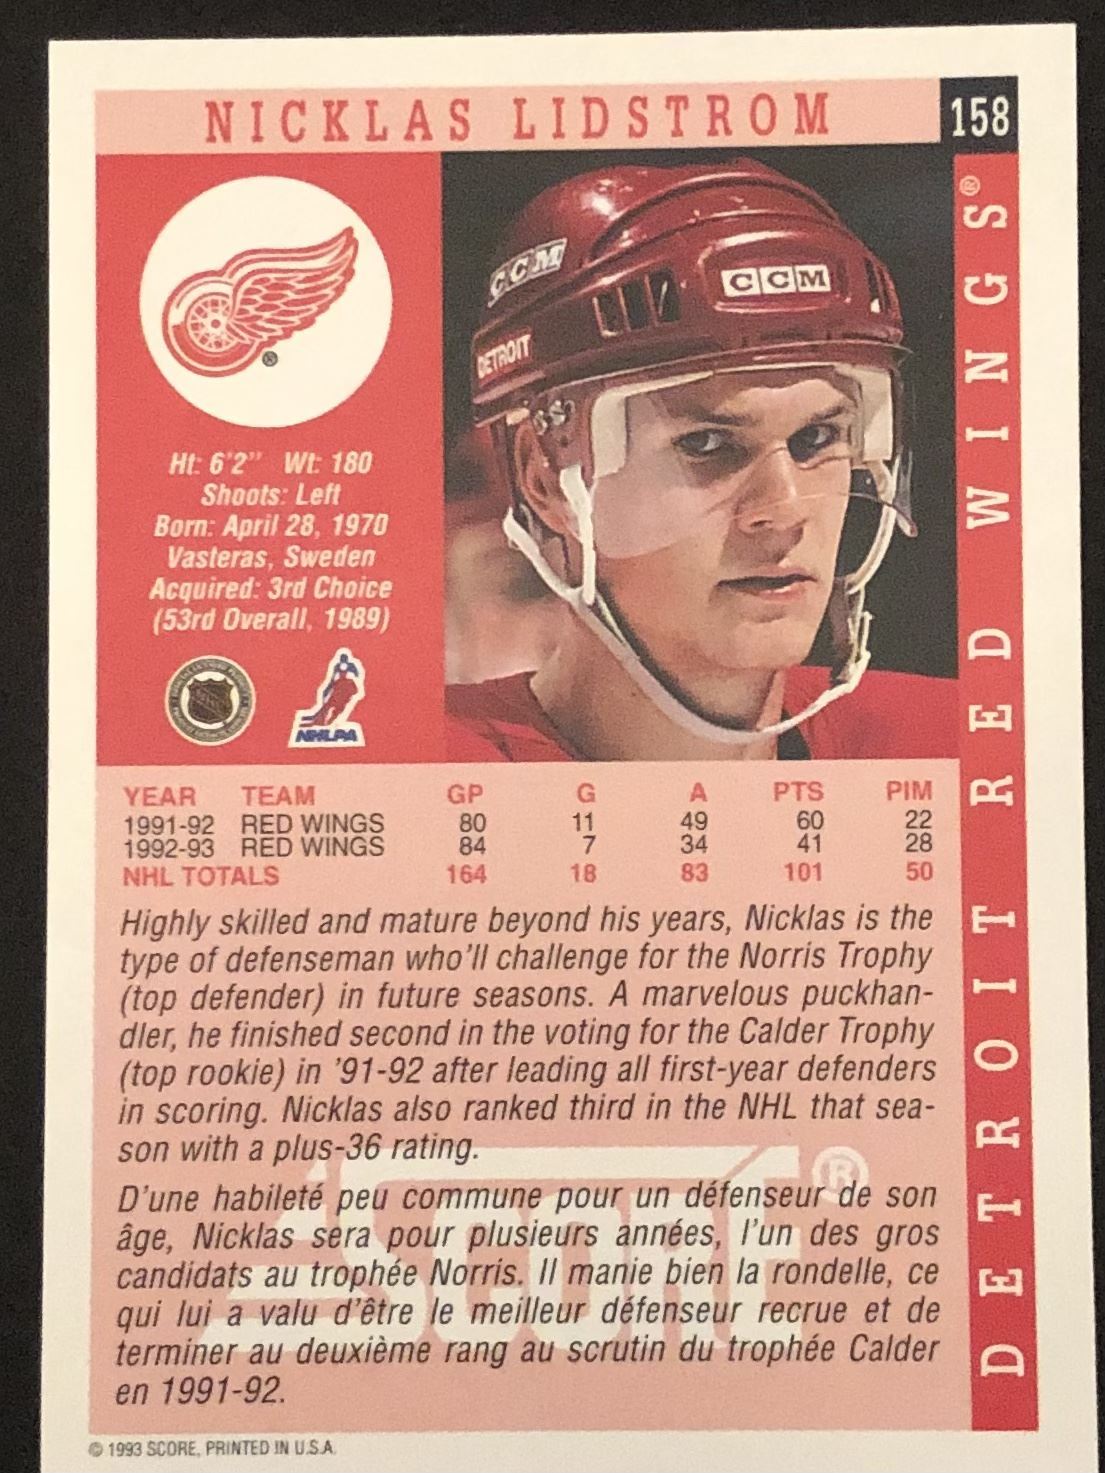 NICKLAS LIDSTROM
158
CCM
CCM
DETROIT
®
Ht: 6'2" Wt: 180
Shoots: Left
Born: April 28, 1970
Vasteras, Sweden
Acquired: 3rd Choice
(53rd Overall, 1989)
NHLPA
DETROIT RED WINGS®
YEAR TEAM GP G A PTS PIM
1991-92 RED WINGS 80 11 49 60 22
1992-93 RED WINGS 84 7 34 41 28
NHL TOTALS 164 18 83 101 50
Highly skilled and mature beyond his years, Nicklas is the
type of defenseman who'll challenge for the Norris Trophy
(top defender) in future seasons. A marvelous puckhan-
dler, he finished second in the voting for the Calder Trophy
(top rookie) in '91-92 after leading all first-year defenders
in scoring. Nicklas also ranked third in the NHL that sea-
son with a plus-36 rating.
SCORE®
D'une habileté peu commune pour un défenseur de son
âge, Nicklas sera pour plusieurs années, l'un des gros
candidats au trophée Norris. Il manie bien la rondelle, ce
qui lui a valu d'être le meilleur défenseur recrue et de
terminer au deuxième rang au scrutin du trophée Calder
en 1991-92.
© 1993 SCORE, PRINTED IN U.S.A.